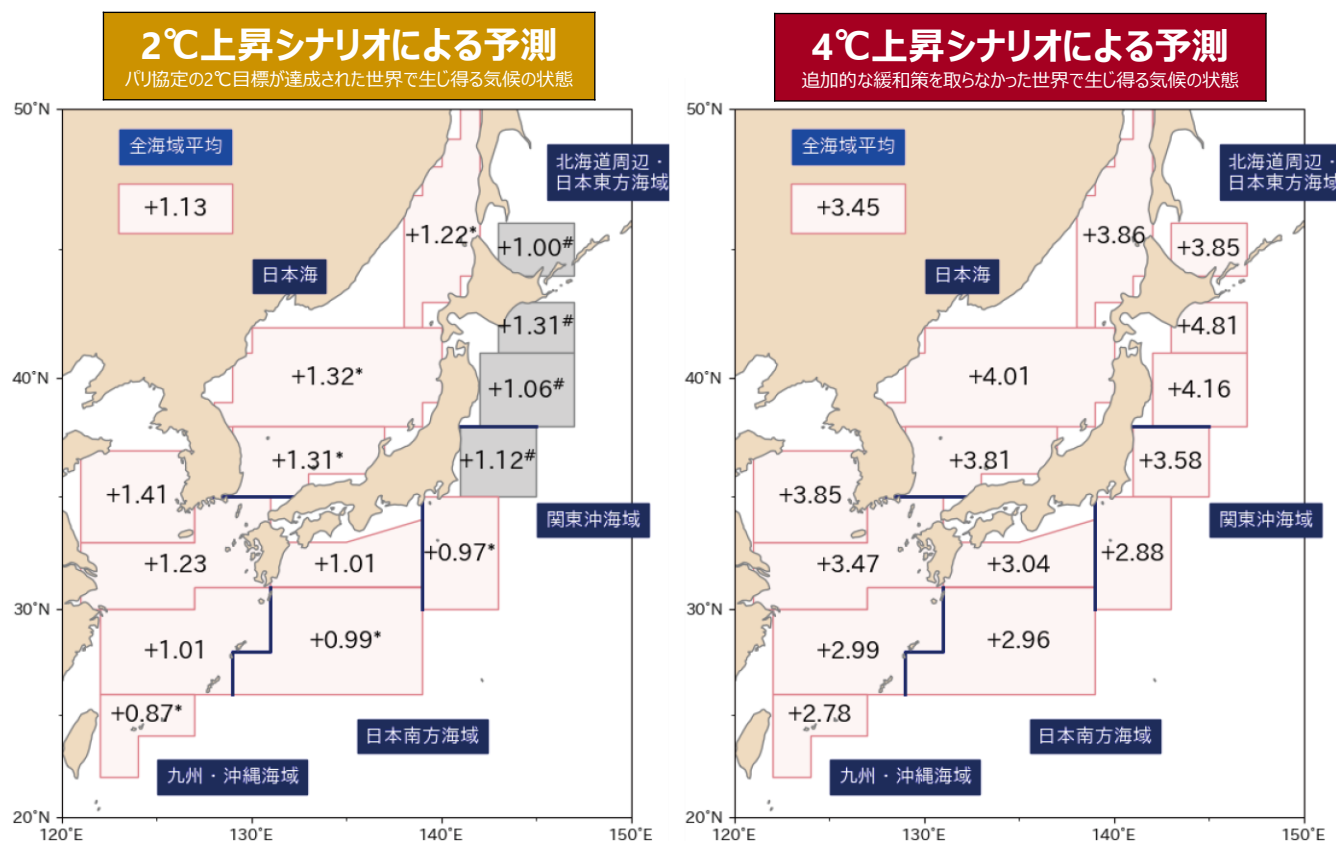 2℃上昇シナリオによる予測
パリ協定の2℃目標が達成された世界で生じ得る気候の状態
50°N
全海域平均
+1.13
北海道周辺・
日本東方海域
+1.22*
+1.00#
日本海
+1.31#
+1.32*
+1.06#
40°N
+1.31*
+1.12#
+1.41
関東沖海域
+1.23
+1.01
+0.97*
30°N
+1.01
+0.99*
+0.87*
日本南方海域
九州・沖縄海域
20°N
120°E
130°E
140°E
150°E
4℃上昇シナリオによる予測
追加的な緩和策を取らなかった世界で生じ得る気候の状態
50°N
全海域平均
+3.45
北海道周辺・
日本東方海域
+3.86
+3.85
日本海
+4.81
+4.01
+4.16
40°N
+3.81
+3.58
+3.85
関東沖海域
+3.47
+3.04
+2.88
30°N
+2.99
+2.96
+2.78
日本南方海域
九州・沖縄海域
20°N
120°E
130°E
140°E
150°E